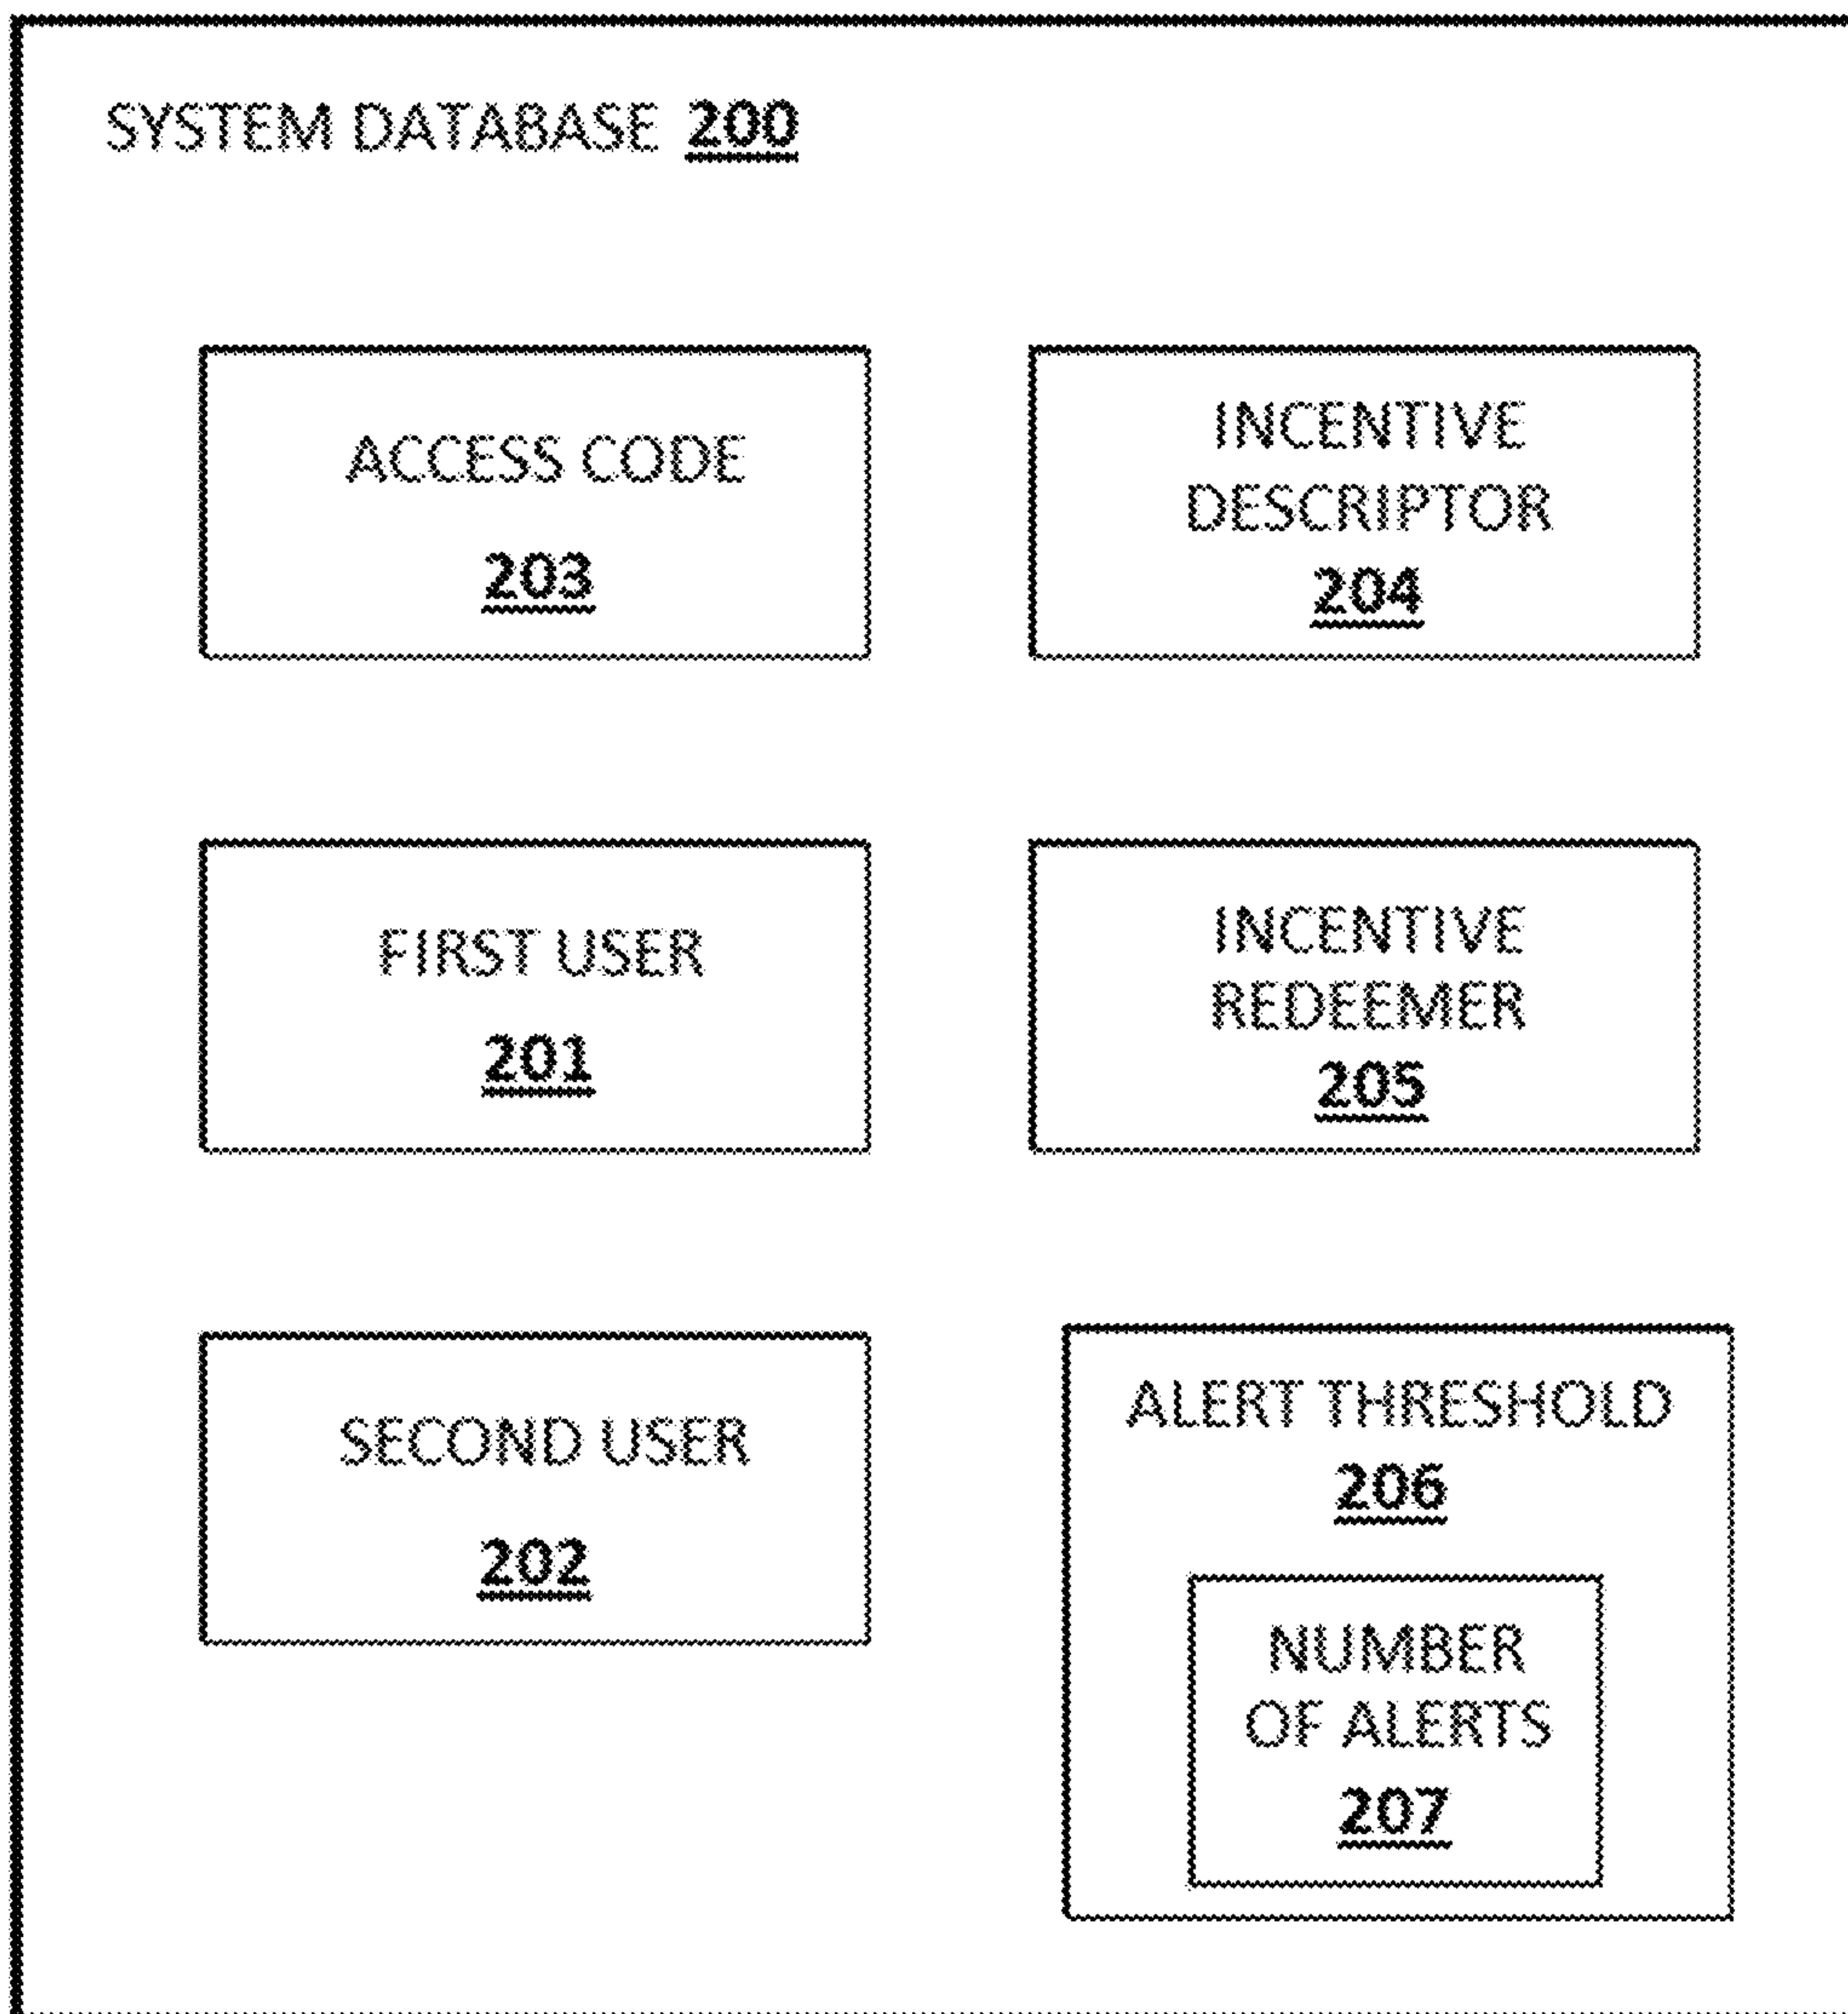 SYSTEM DATABASE 200
ACCESS CODE
203
INCENTIVE
DESCRIPTOR
204
FIRST USER
201
INCENTIVE
REDEEMER
205
SECOND USER
202
ALERT THRESHOLD
206
NUMBER
OF ALERTS
207